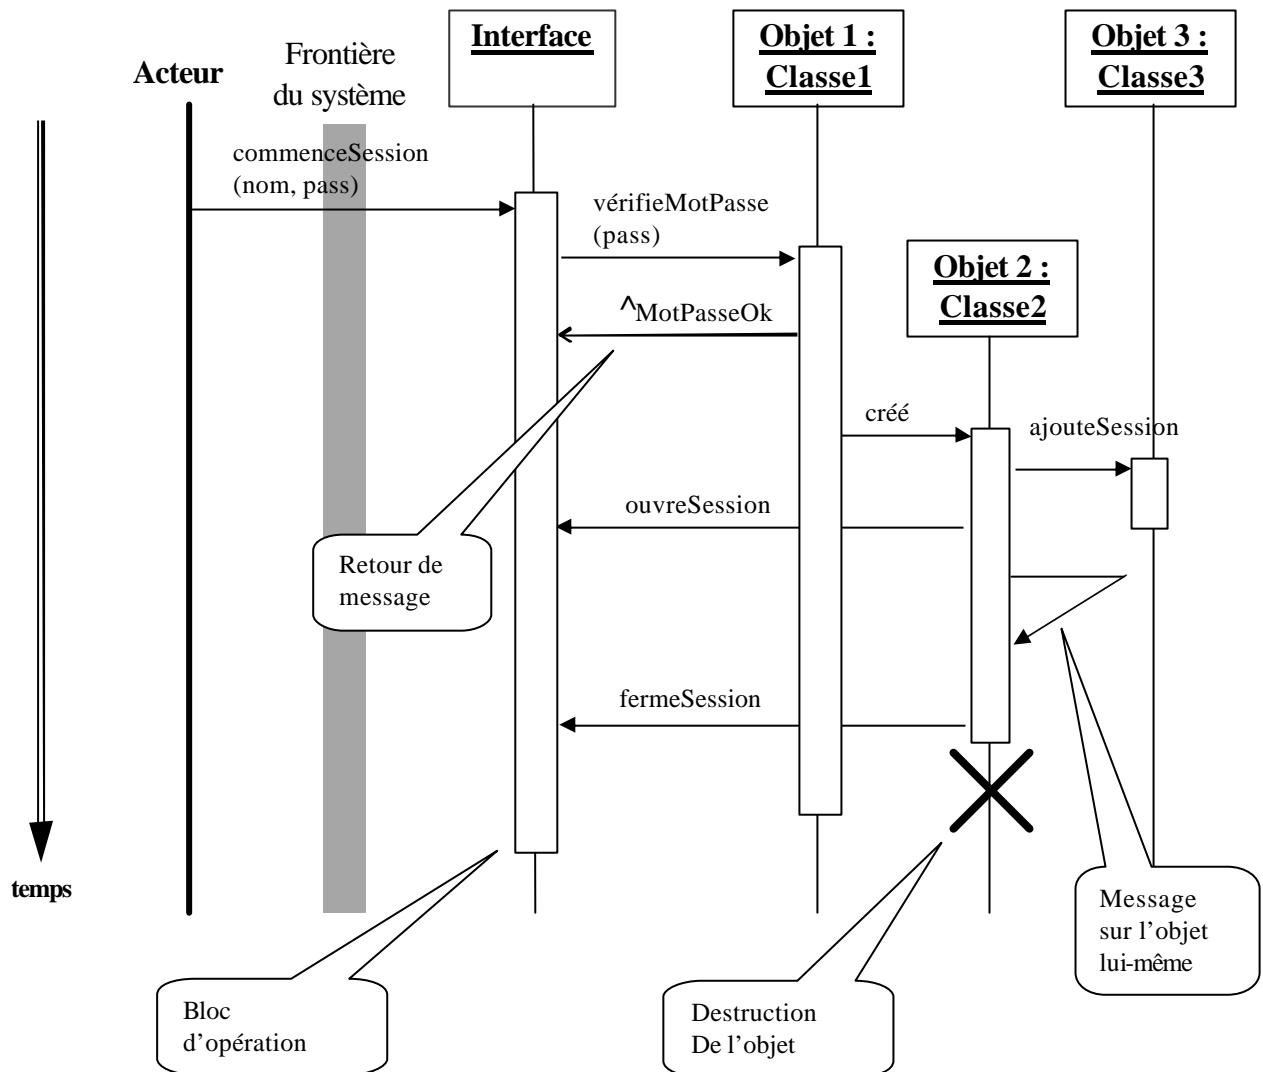 Interface
Objet 1 :
Classe1
Objet 3 :
Classe3
Acteur
Frontière
du système
commenceSession
(nom, pass)
vérifieMotPasse
(pass)
Objet 2 :
Classe2
^MotPasseOk
créé
ajouteSession
ouvreSession
Retour de
message
fermeSession
temps
Message
sur l’objet
lui-même
Bloc
d’opération
Destruction
De l’objet